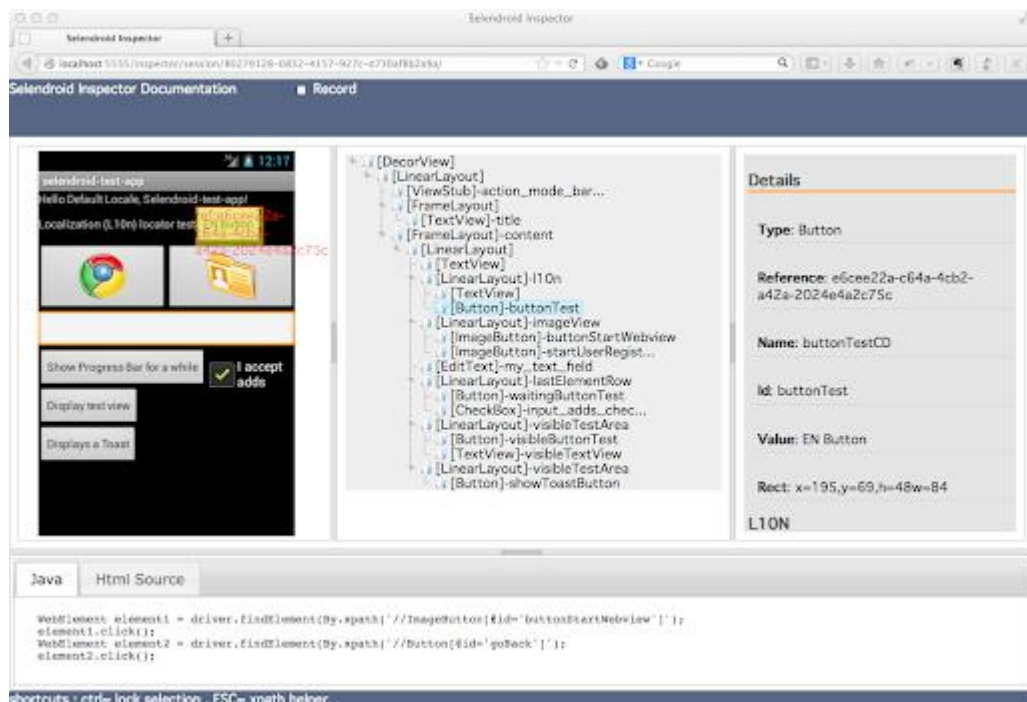 Selendroid Inspector
Selendroid Inspector
Google
Selendroid Inspector Documentation
Record
12:17
selendroid-test-app
Hello Default Locale, Selendroid-test-app!
Localization (L10n) locator test
Show Progress Bar for a while
I accept
adds
Display text view
Displays a Toast
[DecorView]
[LinearLayout]
[ViewStub]-action_mode_bar...
[FrameLayout]
[TextView]-title
[FrameLayout]-content
[LinearLayout]
[TextView]
[LinearLayout]-l10n
[TextView]
[Button]-buttonTest
[LinearLayout]-imageView
[ImageButton]-buttonStartWebview
[ImageButton]-startUserRegist...
[EditText]-my_text_field
[LinearLayout]-lastElementRow
[Button]-waitingButtonTest
[CheckBox]-input_adds_chec...
[LinearLayout]-visibleTestArea
[Button]-visibleButtonTest
[TextView]-visibleTextView
[LinearLayout]-visibleTestArea
[Button]-showToastButton
Details
Type: Button
Reference: e6cee22a-c64a-4cb2-
a42a-2024e4a2c75c
Name: buttonTestCD
Id: buttonTest
Value: EN Button
Rect: x=195,y=69,h=48w=84
L10N
Java
Html Source
WebElement element1 = driver.findElement(By.xpath('//ImageButton[@id='buttonStartWebview']');
element1.click();
WebElement element2 = driver.findElement(By.xpath('//Button[@id='goBack']');
element2.click();
shortcuts : ctrl= lock selection , ESC= xpath helper.